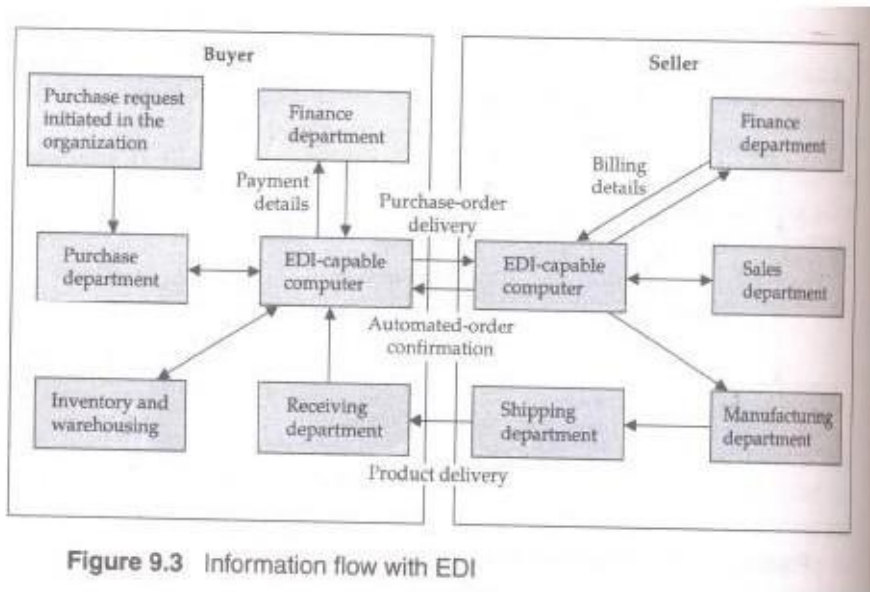 Buyer
Seller
Purchase request
initiated in the
organization
Finance
department
Finance
department
Payment
details
Billing
details
Purchase-order
delivery
Purchase
department
EDI-capable
computer
EDI-capable
computer
Sales
department
Automated-order
confirmation
Inventory and
warehousing
Receiving
department
Shipping
department
Manufacturing
department
Product delivery
Figure 9.3 Information flow with EDI